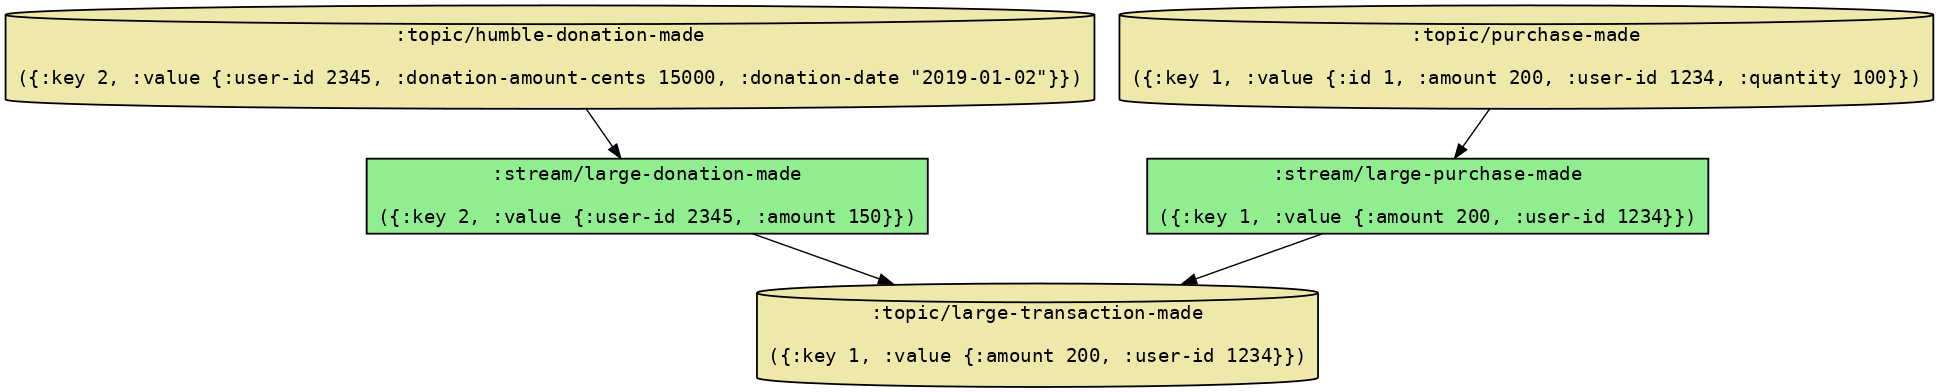 :topic/humble-donation-made
({:key 2, :value {:user-id 2345, :donation-amount-cents 15000, :donation-date "2019-01-02"}})
:topic/purchase-made
({:key 1, :value {:id 1, :amount 200, :user-id 1234, :quantity 100}})
:stream/large-donation-made
({:key 2, :value {:user-id 2345, :amount 150}})
:stream/large-purchase-made
({:key 1, :value {:amount 200, :user-id 1234}})
:topic/large-transaction-made
({:key 1, :value {:amount 200, :user-id 1234}})